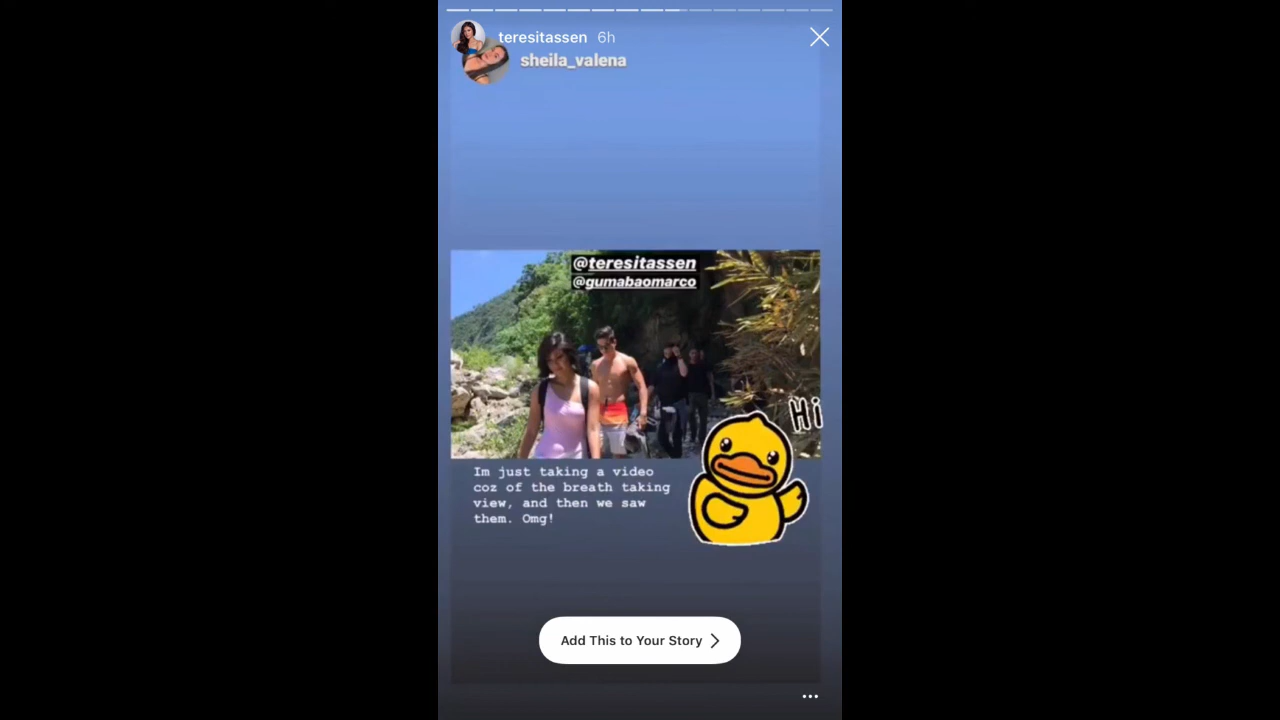 teresitassen 6h
sheila_valena
@teresitassen
@gumabaomarco
Hi
Im just taking a video
coz of the breath taking
view, and then we saw
them. Omg!
Add This to Your Story